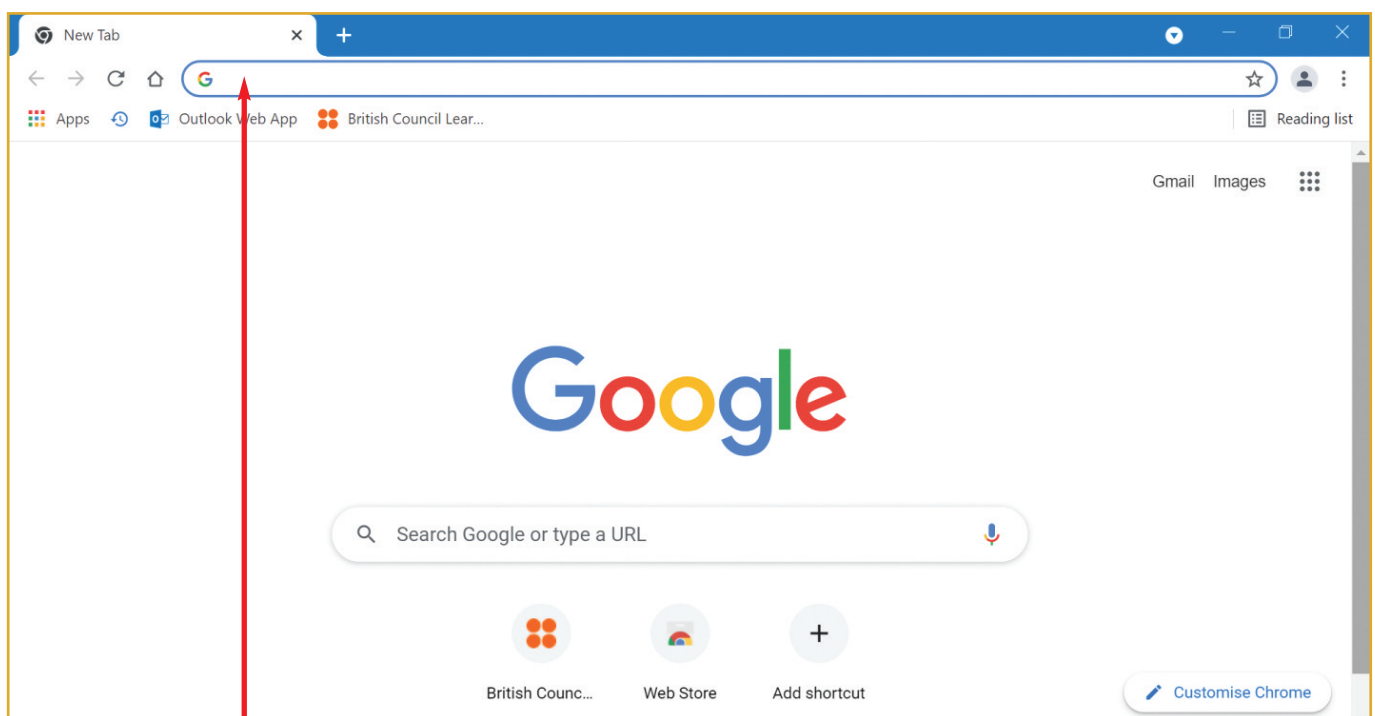 New Tab
G
Apps Outlook Web App British Council Lear... Reading list
Gmail Images
Google
Search Google or type a URL
British Counc... Web Store Add shortcut
Customise Chrome